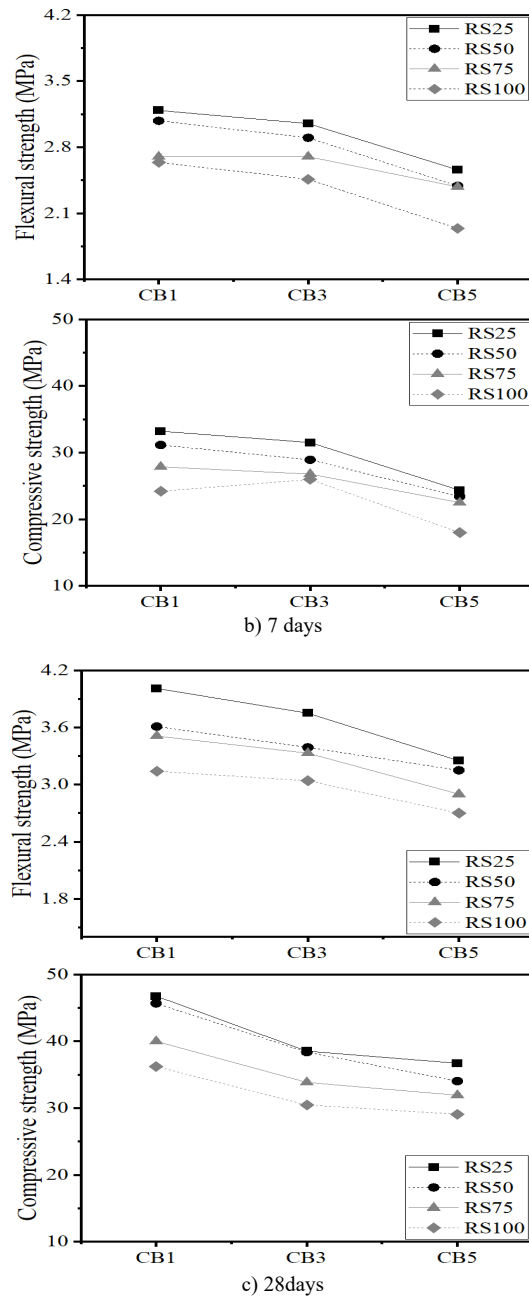 4.2
3.5
2.8
2.1
1.4
Flexural strength (MPa)
RS25
RS50
RS75
RS100
CB1 CB3 CB5
50
40
30
20
10
Compressive strength (MPa)
RS25
RS50
RS75
RS100
CB1 CB3 CB5
b) 7 days
4.2
3.6
3.0
2.4
1.8
Flexural strength (MPa)
RS25
RS50
RS75
RS100
CB1 CB3 CB5
50
40
30
20
10
Compressive strength (MPa)
RS25
RS50
RS75
RS100
CB1 CB3 CB5
c) 28days